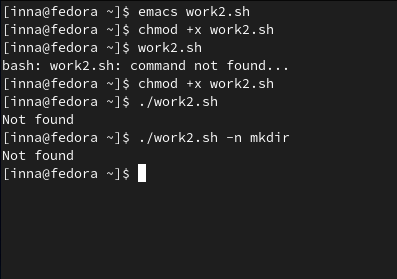 [inna@fedora ~]$ emacs work2.sh
[inna@fedora ~]$ chmod +x work2.sh
[inna@fedora ~]$ work2.sh
bash: work2.sh: command not found...
[inna@fedora ~]$ chmod +x work2.sh
[inna@fedora ~]$ ./work2.sh
Not found
[inna@fedora ~]$ ./work2.sh -n mkdir
Not found
[inna@fedora ~]$